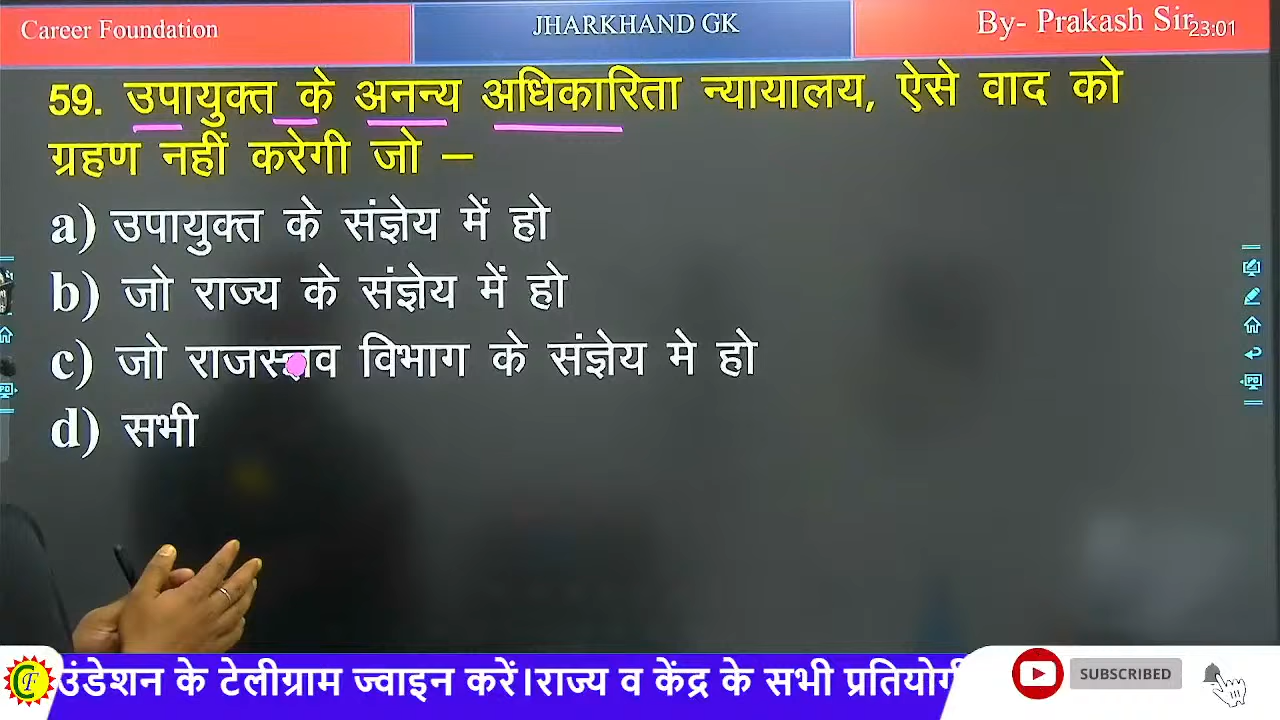 Career Foundation
JHARKHAND GK
By- Prakash Sir
23:01
59. उपायुक्त के अनन्य अधिकारिता न्यायालय, ऐसे वाद को
ग्रहण नहीं करेगी जो –
a) उपायुक्त के संज्ञेय में हो
b) जो राज्य के संज्ञेय में हो
c) जो राजस्व विभाग के संज्ञेय मे हो
d) सभी
उंडेशन के टेलीग्राम ज्वाइन करें।राज्य व केंद्र के सभी प्रतियोगी
SUBSCRIBED